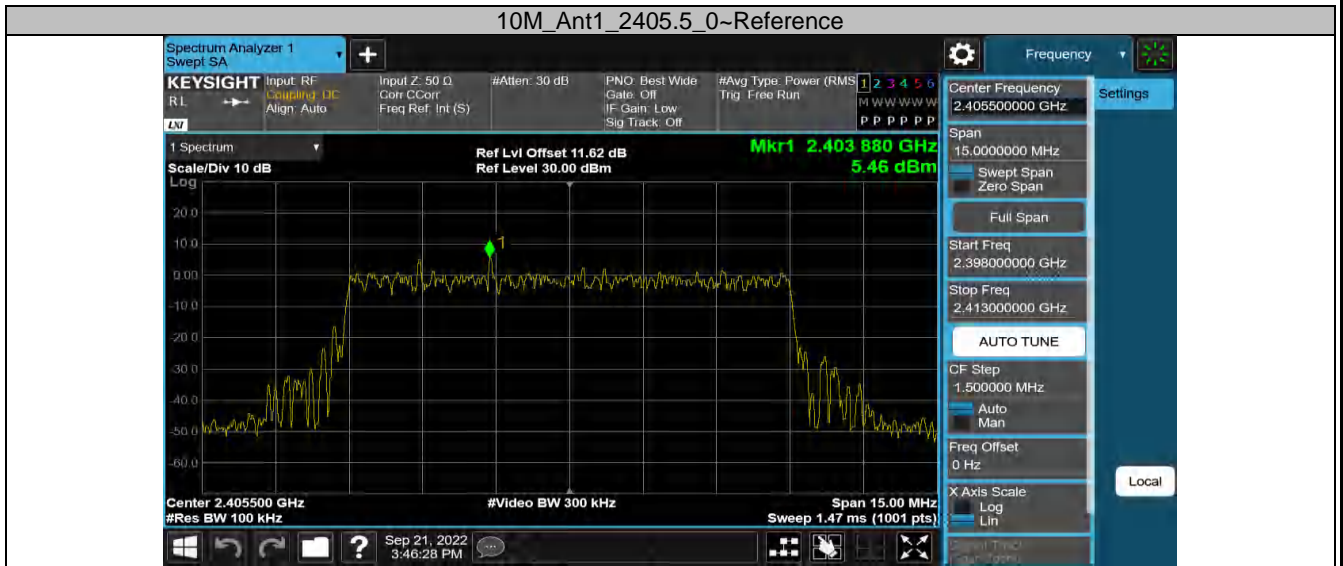 10M_Ant1_2405.5_0~Reference
Spectrum Analyzer 1
Swept SA
+
Frequency
KEYSIGHT
RL
LXI
Input: RF
Coupling: DC
Align: Auto
Input Z: 50 Ω
Corr CCorr
Freq Ref: Int (S)
#Atten: 30 dB
PNO: Best Wide
Gate: Off
IF Gain: Low
Sig Track: Off
#Avg Type: Power (RMS
Trig: Free Run
1 2 3 4 5 6
M W W W W W
P P P P P P
1 Spectrum
Scale/Div 10 dB
Log
Ref Lvl Offset 11.62 dB
Ref Level 30.00 dBm
Mkr1 2.403 880 GHz
5.46 dBm
20.0
10.0
0.00
-10.0
-20.0
-30.0
-40.0
-50.0
-60.0
1
Center 2.405500 GHz
#Res BW 100 kHz
#Video BW 300 kHz
Span 15.00 MHz
Sweep 1.47 ms (1001 pts)
Center Frequency
2.405500000 GHz
Settings
Span
15.0000000 MHz
Swept Span
Zero Span
Full Span
Start Freq
2.398000000 GHz
Stop Freq
2.413000000 GHz
AUTO TUNE
CF Step
1.500000 MHz
Auto
Man
Freq Offset
0 Hz
X Axis Scale
Log
Lin
Local
?
Sep 21, 2022
3:46:28 PM